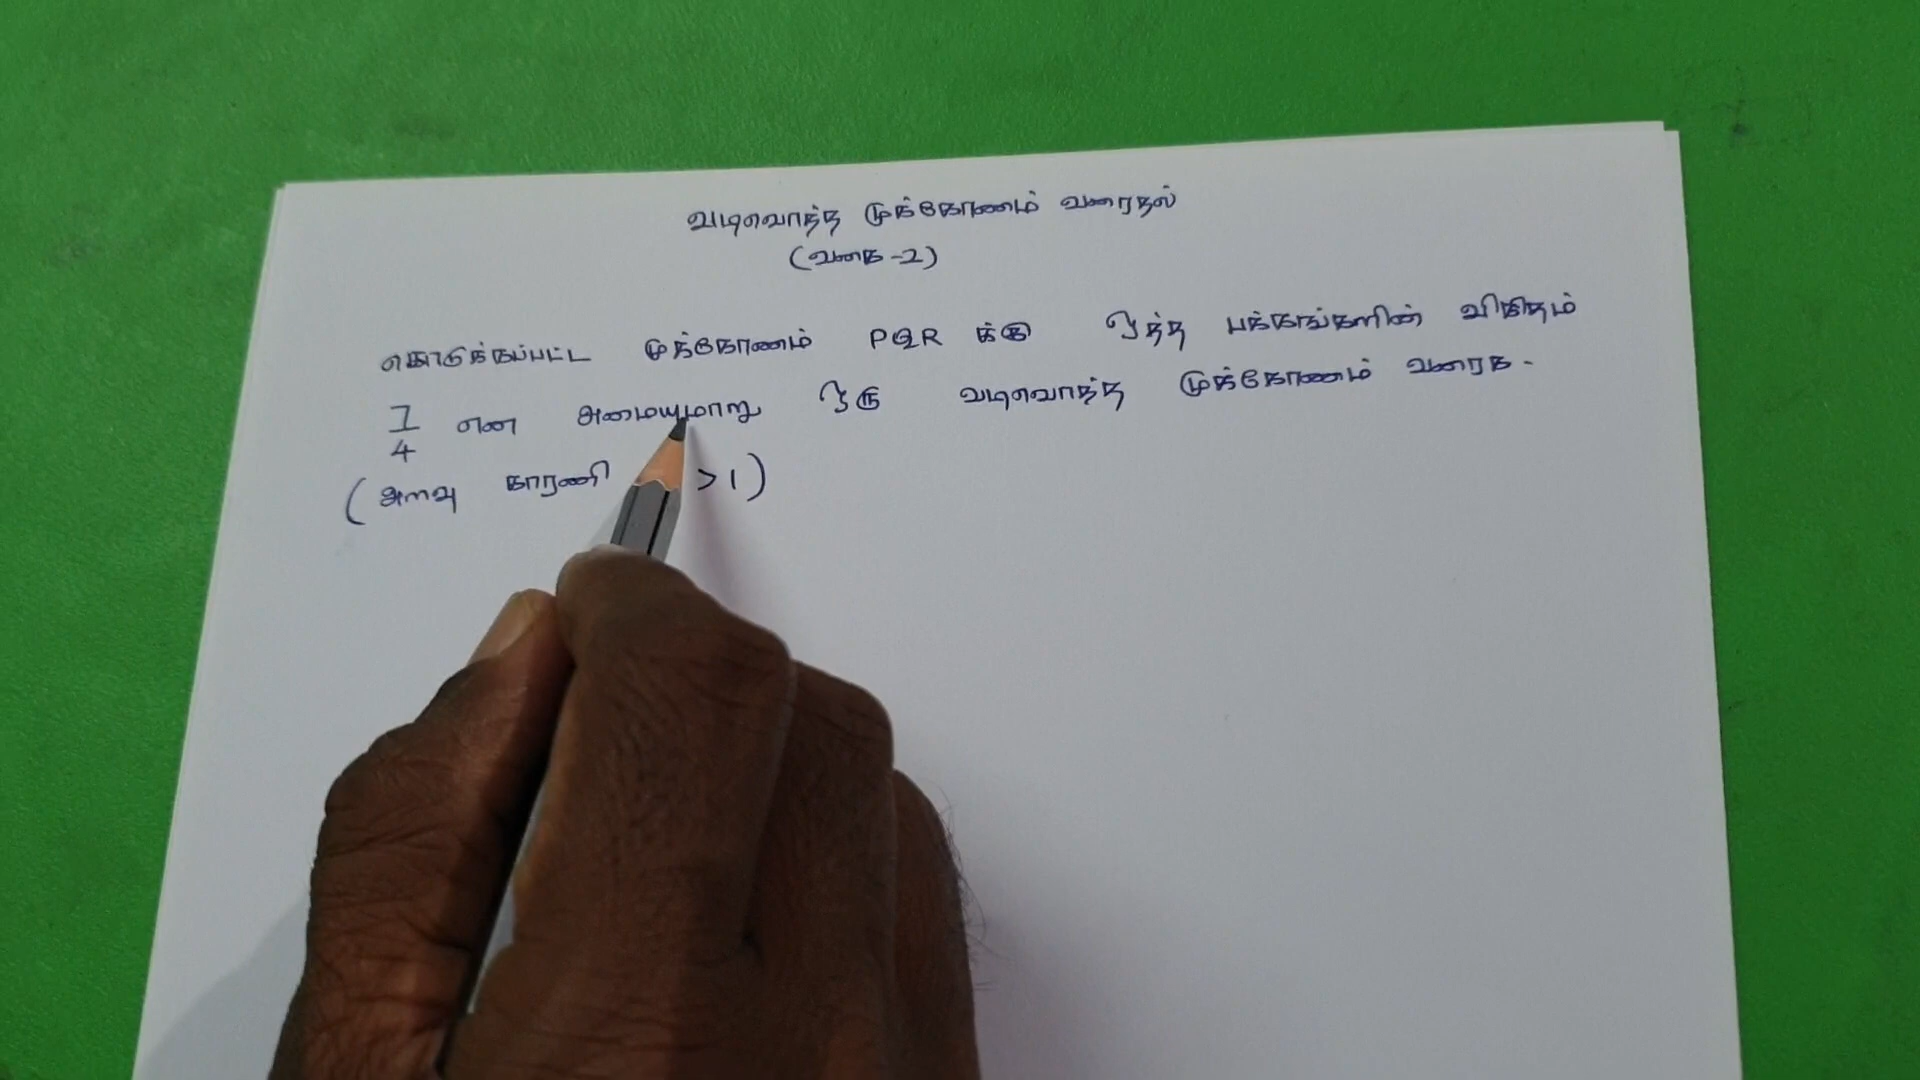 வடிவொத்த முக்கோணம் வரைதல்
(வகை -2)
கொடுக்கப்பட்ட முக்கோணம் PQR க்கு ஒத்த பக்கங்களின் விகிதம்
7/4 என அமையுமாறு ஒரு வடிவொத்த முக்கோணம் வரைக.
(அளவு காரணி >1)